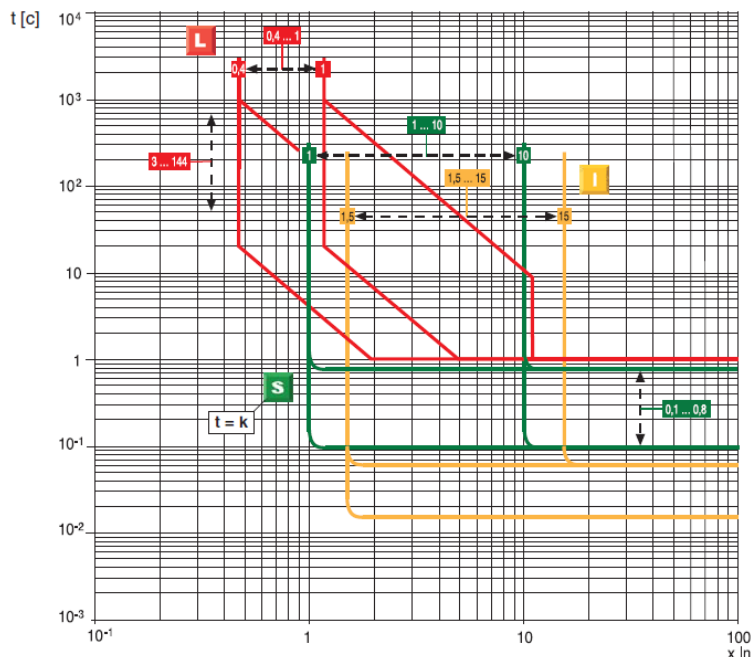 t [c]
10⁴
L
0,4 ... 1
0,4
1
10³
1 ... 10
3 ... 144
1
10
1,5 ... 15
I
10²
1,5
15
10
1
S
0,1 ... 0,8
t = k
10⁻¹
10⁻²
10⁻³
10⁻¹
1
10
100
x In